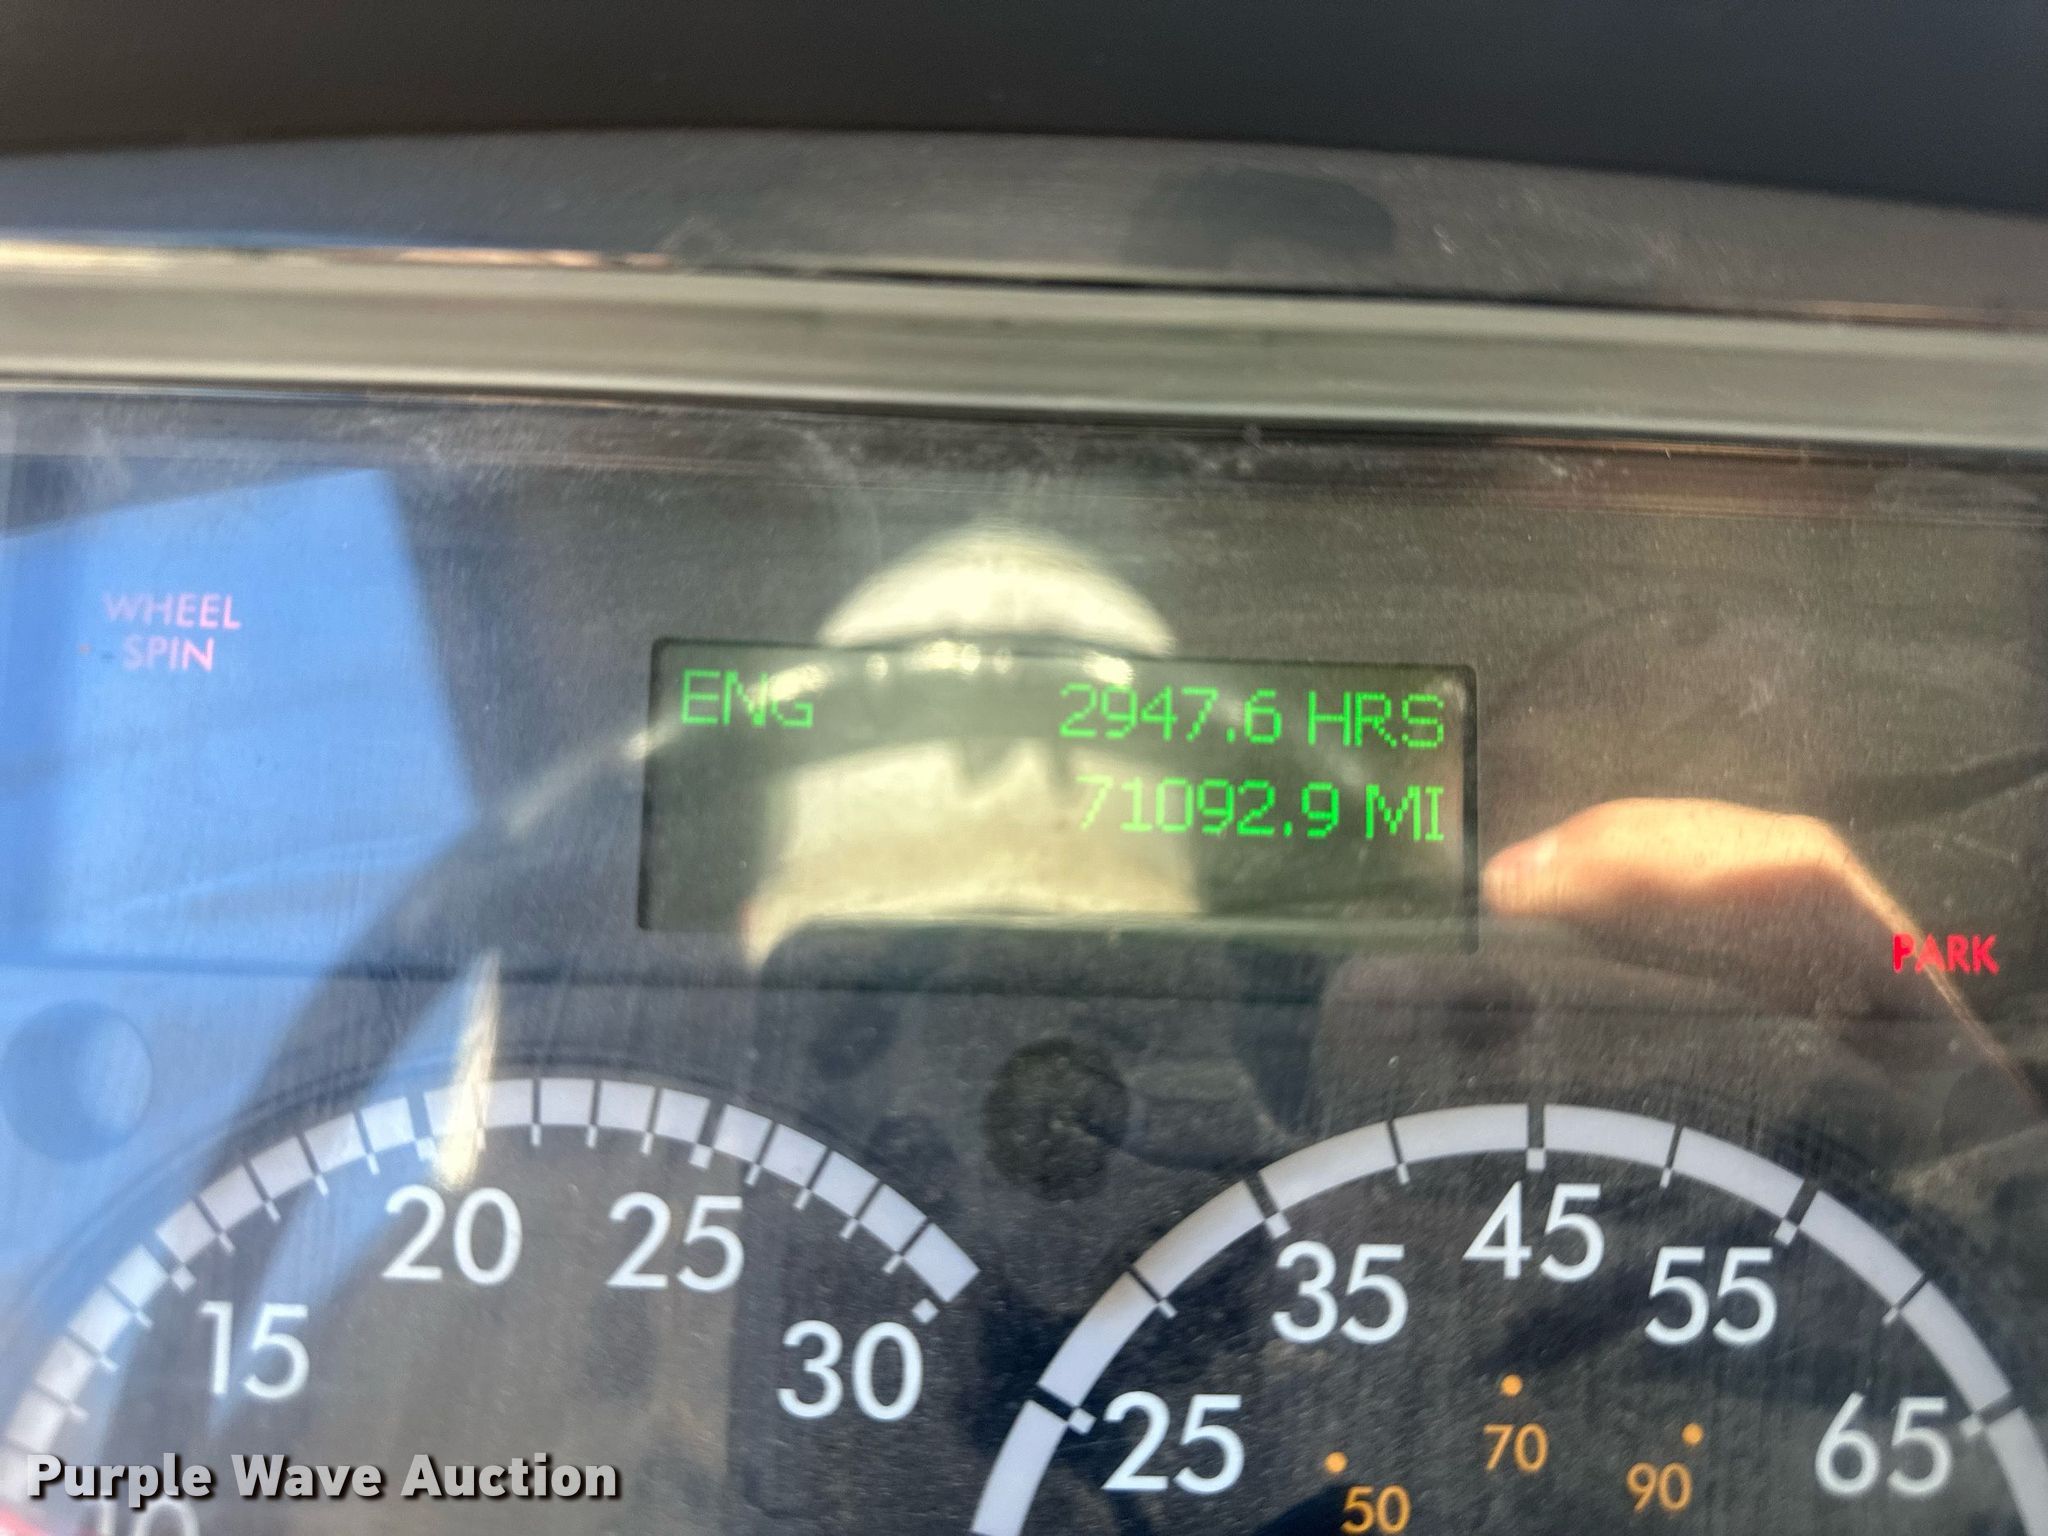 WHEEL
SPIN
ENG 2947.6 HRS
71092.9 MI
PARK
10 15 20 25 30
25 35 45 55 65
50 70 90
Purple Wave Auction